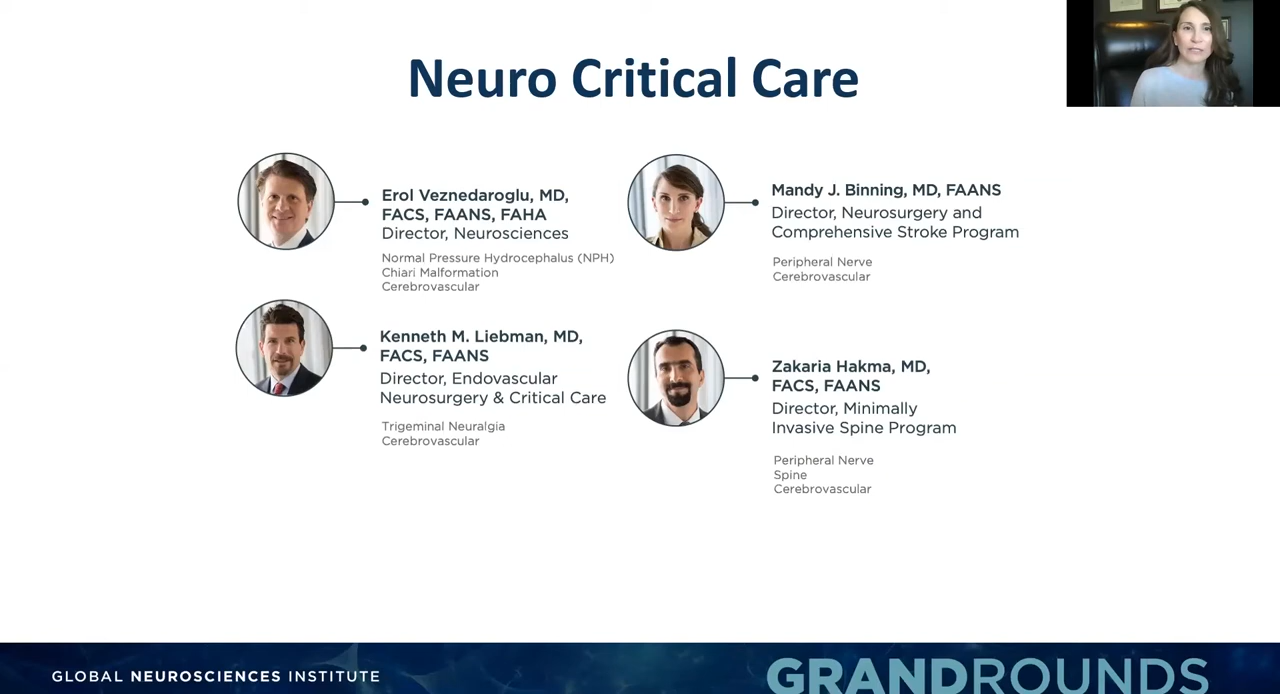 Neuro Critical Care
Erol Veznedaroglu, MD,
FACS, FAANS, FAHA
Director, Neurosciences
Normal Pressure Hydrocephalus (NPH)
Chiari Malformation
Cerebrovascular
Mandy J. Binning, MD, FAANS
Director, Neurosurgery and
Comprehensive Stroke Program
Peripheral Nerve
Cerebrovascular
Kenneth M. Liebman, MD,
FACS, FAANS
Director, Endovascular
Neurosurgery & Critical Care
Trigeminal Neuralgia
Cerebrovascular
Zakaria Hakma, MD,
FACS, FAANS
Director, Minimally
Invasive Spine Program
Peripheral Nerve
Spine
Cerebrovascular
GLOBAL NEUROSCIENCES INSTITUTE
GRANDROUNDS